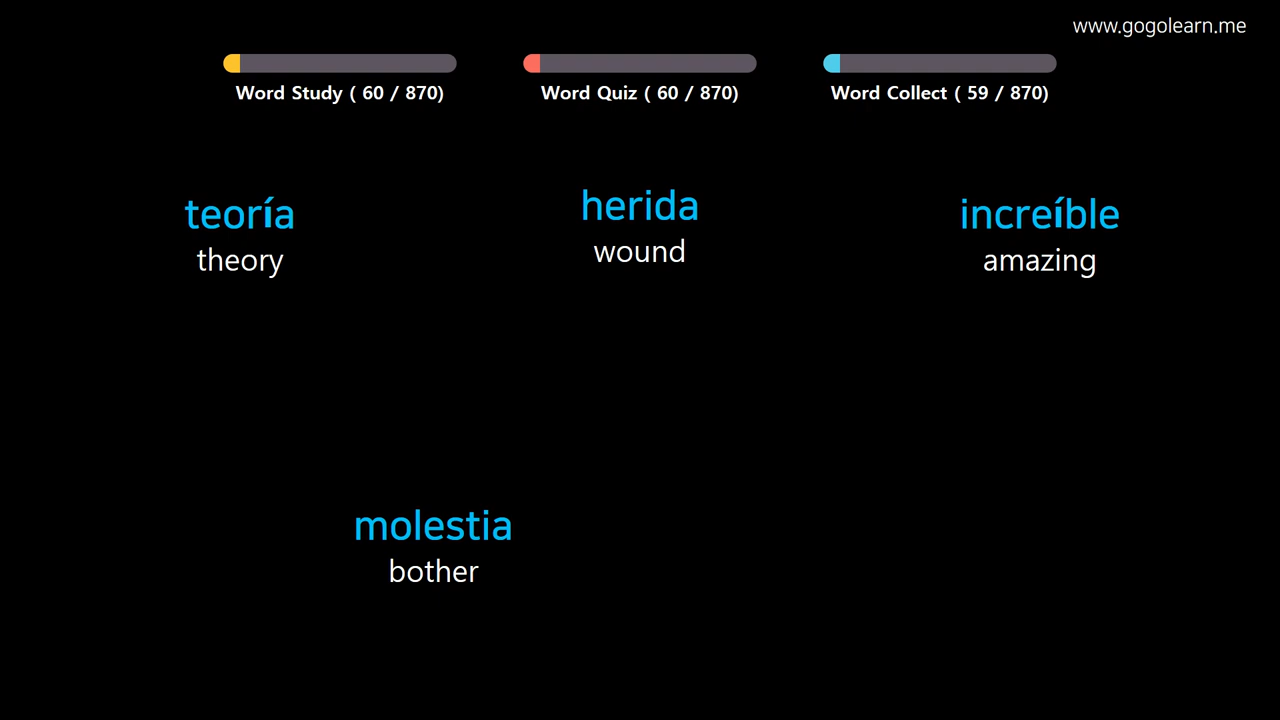 www.gogolearn.me
Word Study ( 60 / 870)
Word Quiz ( 60 / 870)
Word Collect ( 59 / 870)
teoría
theory
herida
wound
increíble
amazing
molestia
bother